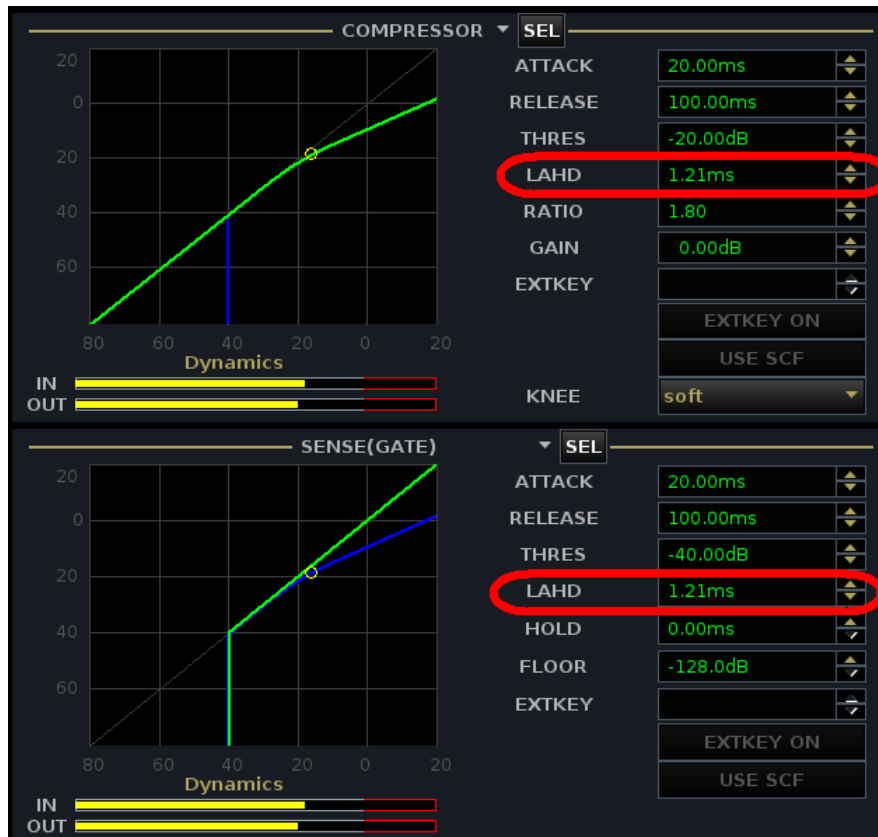 COMPRESSOR SEL
20
0
20
40
60
80 60 40 20 0 20
Dynamics
IN
OUT
ATTACK 20.00ms
RELEASE 100.00ms
THRES -20.00dB
LAHD 1.21ms
RATIO 1.80
GAIN 0.00dB
EXTKEY
EXTKEY ON
USE SCF
KNEE soft
SENSE(GATE) SEL
20
0
20
40
60
80 60 40 20 0 20
Dynamics
IN
OUT
ATTACK 20.00ms
RELEASE 100.00ms
THRES -40.00dB
LAHD 1.21ms
HOLD 0.00ms
FLOOR -128.0dB
EXTKEY
EXTKEY ON
USE SCF